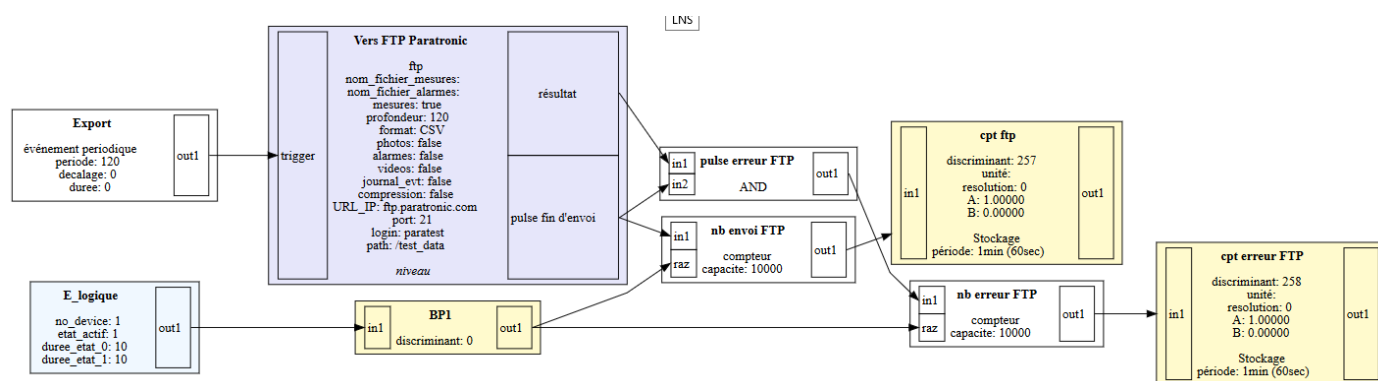 LNS
Vers FTP Paratronic
trigger
ftp
nom_fichier_mesures:
nom_fichier_alarmes:
mesures: true
profondeur: 120
format: CSV
photos: false
alarmes: false
videos: false
journal_evt: false
compression: false
URL_IP: ftp.paratronic.com
port: 21
login: paratest
path: /test_data
niveau
résultat
pulse fin d'envoi
Export
événement periodique
periode: 120
decalage: 0
duree: 0
out1
pulse erreur FTP
in1
in2
AND
out1
nb envoi FTP
in1
raz
compteur
capacite: 10000
out1
cpt ftp
in1
discriminant: 257
unité:
resolution: 0
A: 1.00000
B: 0.00000
Stockage
période: 1min (60sec)
out1
E_logique
no_device: 1
etat_actif: 1
duree_etat_0: 10
duree_etat_1: 10
out1
BP1
in1
discriminant: 0
out1
nb erreur FTP
in1
raz
compteur
capacite: 10000
out1
cpt erreur FTP
in1
discriminant: 258
unité:
resolution: 0
A: 1.00000
B: 0.00000
Stockage
période: 1min (60sec)
out1